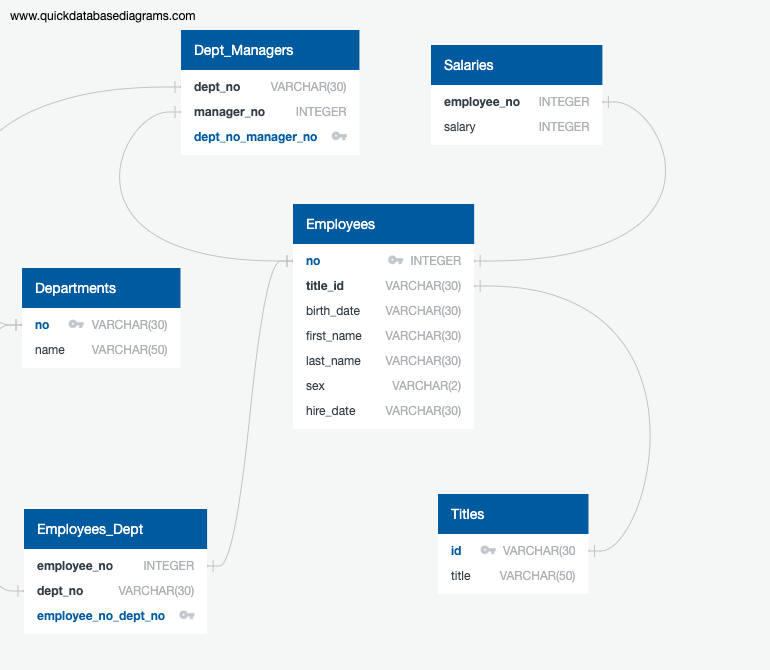 www.quickdatabasediagrams.com
Dept_Managers
dept_no VARCHAR(30)
manager_no INTEGER
dept_no_manager_no
Salaries
employee_no INTEGER
salary INTEGER
Employees
no INTEGER
title_id VARCHAR(30)
birth_date VARCHAR(30)
first_name VARCHAR(30)
last_name VARCHAR(30)
sex VARCHAR(2)
hire_date VARCHAR(30)
Departments
no VARCHAR(30)
name VARCHAR(50)
Employees_Dept
employee_no INTEGER
dept_no VARCHAR(30)
employee_no_dept_no
Titles
id VARCHAR(30
title VARCHAR(50)